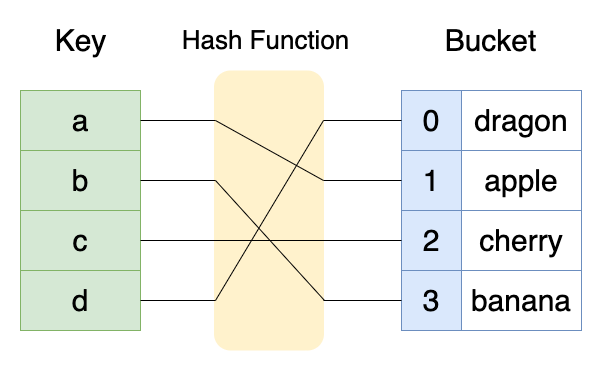 Key Hash Function Bucket
a 0 dragon
b 1 apple
c 2 cherry
d 3 banana